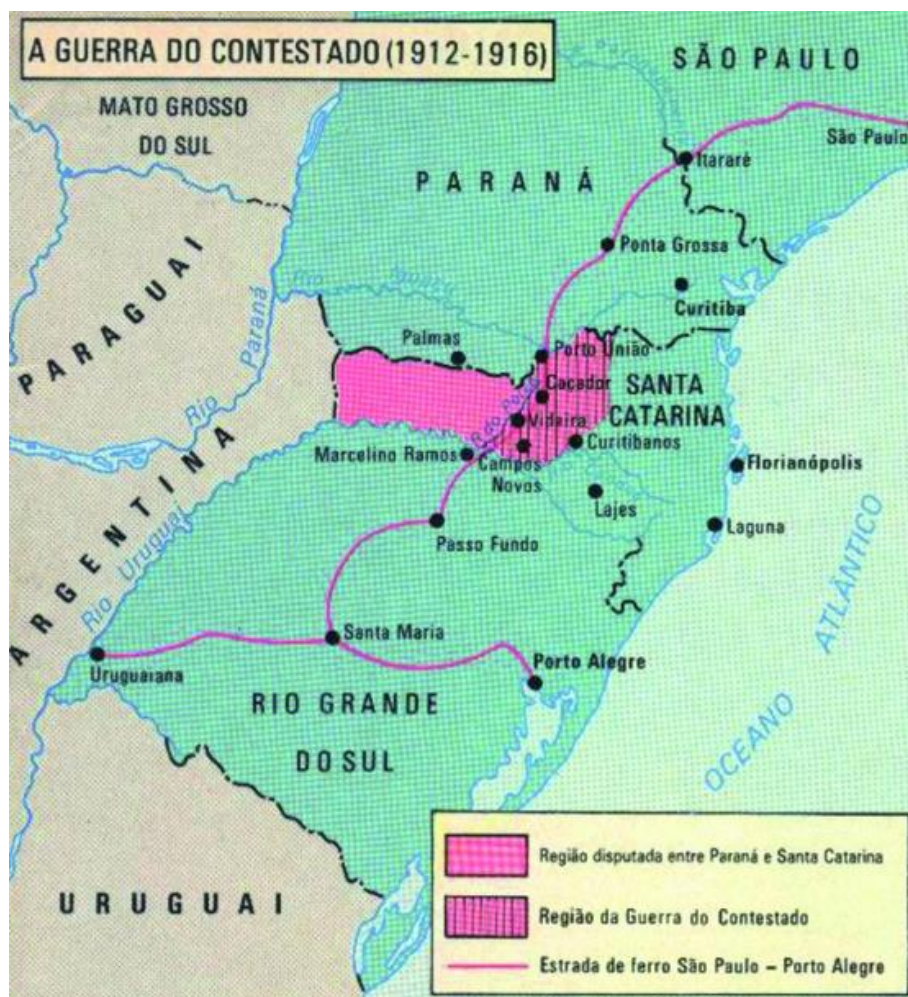 A GUERRA DO CONTESTADO (1912-1916)
SÃO PAULO
MATO GROSSO
DO SUL
São Paulo
Itararé
PARANÁ
Ponta Grossa
PARAGUAI
Rio
Curitiba
Rio Paraná
Palmas
Porto União
Caçador
SANTA
CATARINA
R. do Peixe
Videira
Marcelino Ramos
Curitibanos
Campos
Novos
Florianópolis
Lajes
Laguna
ARGENTINA
Rio Uruguai
Passo Fundo
Santa Maria
Uruguaiana
Porto Alegre
RIO GRANDE
DO SUL
OCEANO ATLÂNTICO
URUGUAI
Região disputada entre Paraná e Santa Catarina
Região da Guerra do Contestado
Estrada de ferro São Paulo – Porto Alegre